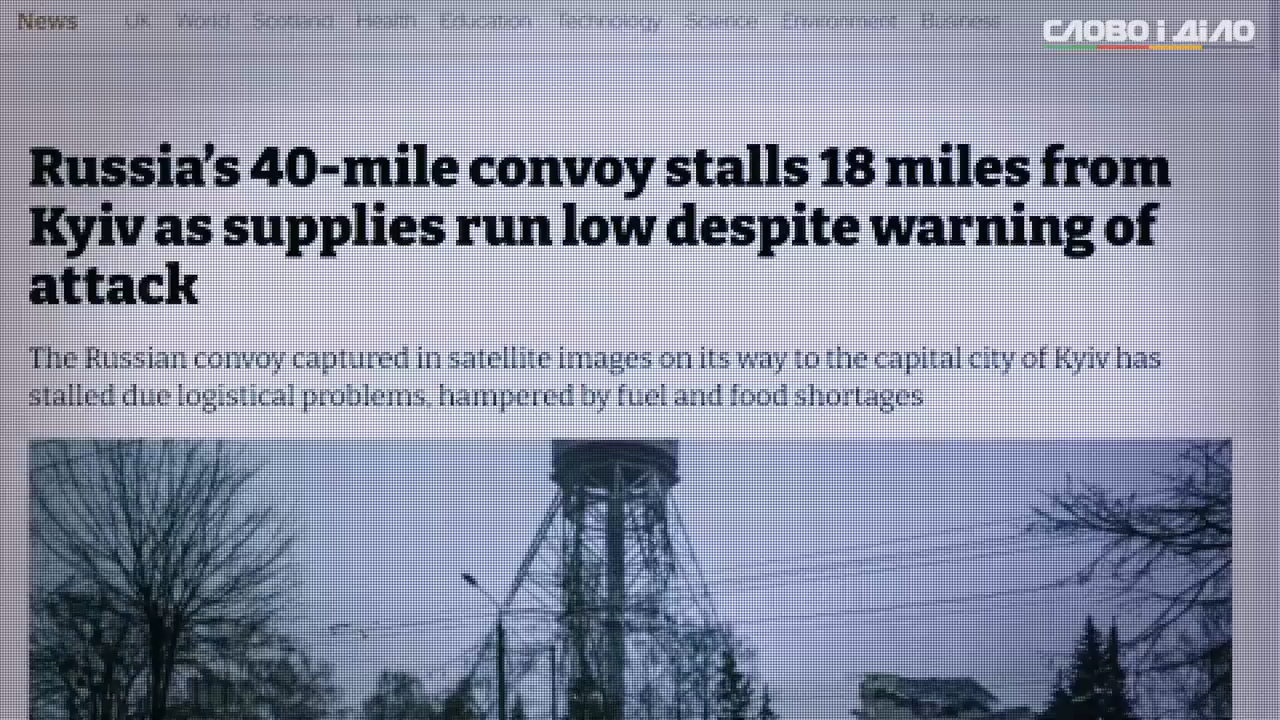 News UK World Scotland Health Education Technology Science Environment Business
СЛОВО і ДІЛО
Russia's 40-mile convoy stalls 18 miles from
Kyiv as supplies run low despite warning of
attack
The Russian convoy captured in satellite images on its way to the capital city of Kyiv has
stalled due logistical problems, hampered by fuel and food shortages